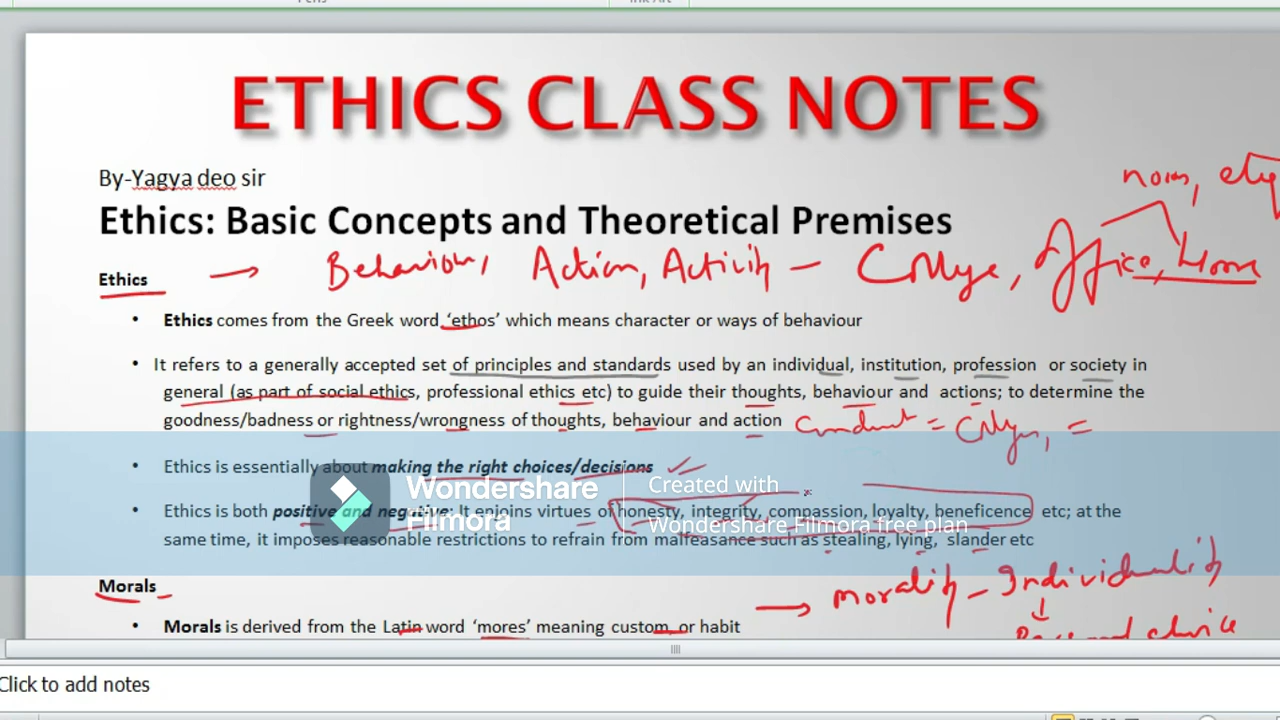 ETHICS CLASS NOTES
By-Yagya deo sir
Ethics: Basic Concepts and Theoretical Premises
Ethics → Behaviour, Action, Activity – College, Office, Home
• Ethics comes from the Greek word ‘ethos’ which means character or ways of behaviour
• It refers to a generally accepted set of principles and standards used by an individual, institution, profession or society in
general (as part of social ethics, professional ethics etc) to guide their thoughts, behaviour and actions; to determine the
goodness/badness or rightness/wrongness of thoughts, behaviour and action
Conduct =
• Ethics is essentially about making the right choices/decisions
Wondershare
Filmora
Created with
Wondershare Filmora free plan
• Ethics is both positive and negative: It enjoins virtues of honesty, integrity, compassion, loyalty, beneficence etc; at the
same time, it imposes reasonable restrictions to refrain from malfeasance such as stealing, lying, slander etc
Morals
→ morality – Individuality
• Morals is derived from the Latin word ‘mores’ meaning custom or habit
Click to add notes